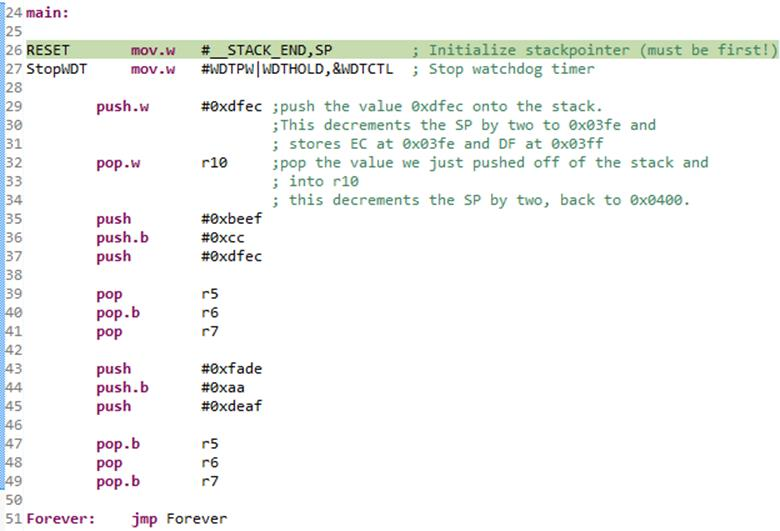 24 main:
25
26 RESET mov.w #__STACK_END,SP ; Initialize stackpointer (must be first!)
27 StopWDT mov.w #WDTPW|WDTHOLD,&WDTCTL ; Stop watchdog timer
28
29 push.w #0xdfec ;push the value 0xdfec onto the stack.
30 ;This decrements the SP by two to 0x03fe and
31 ; stores EC at 0x03fe and DF at 0x03ff
32 pop.w r10 ;pop the value we just pushed off of the stack and
33 ; into r10
34 ; this decrements the SP by two, back to 0x0400.
35 push #0xbeef
36 push.b #0xcc
37 push #0xdfec
38
39 pop r5
40 pop.b r6
41 pop r7
42
43 push #0xfade
44 push.b #0xaa
45 push #0xdeaf
46
47 pop.b r5
48 pop r6
49 pop.b r7
50
51 Forever: jmp Forever